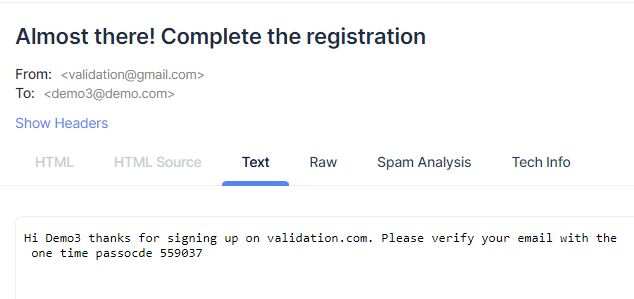 Almost there! Complete the registration
From: <validation@gmail.com>
To: <demo3@demo.com>
Show Headers
HTML HTML Source Text Raw Spam Analysis Tech Info
Hi Demo3 thanks for signing up on validation.com. Please verify your email with the
one time passocde 559037